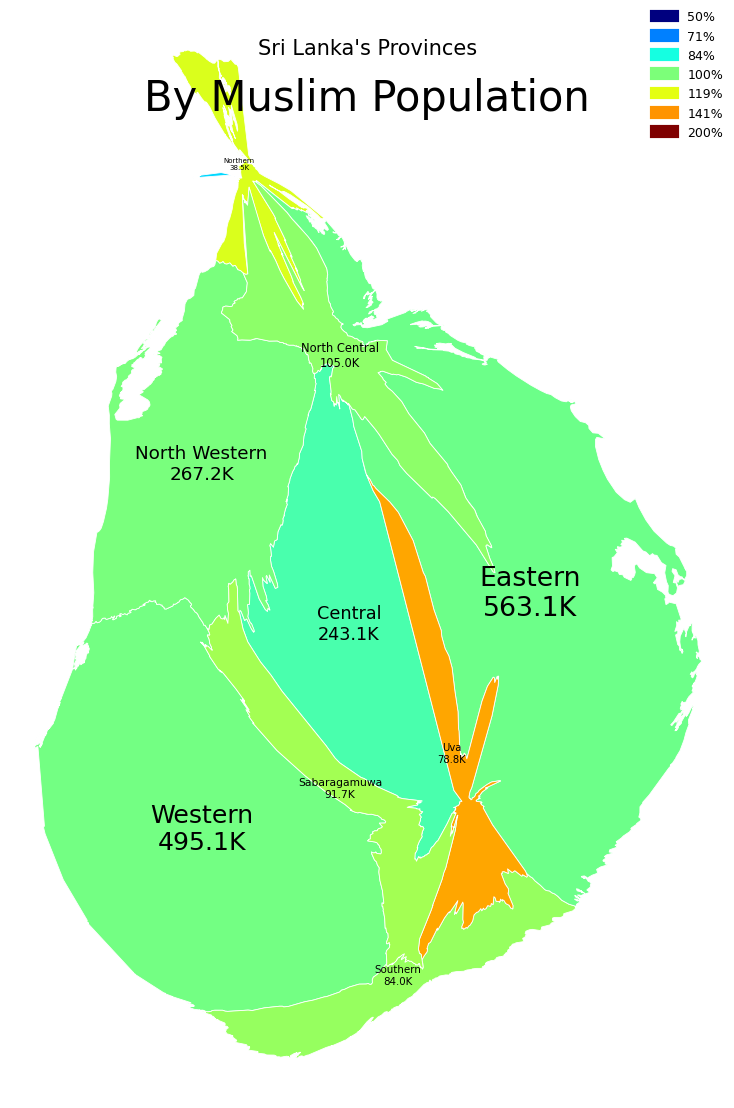 Sri Lanka's Provinces
By Muslim Population
50%
71%
84%
100%
119%
141%
200%
Northern
38.5K
North Central
105.0K
North Western
267.2K
Eastern
563.1K
Central
243.1K
Uva
78.8K
Sabaragamuwa
91.7K
Western
495.1K
Southern
84.0K